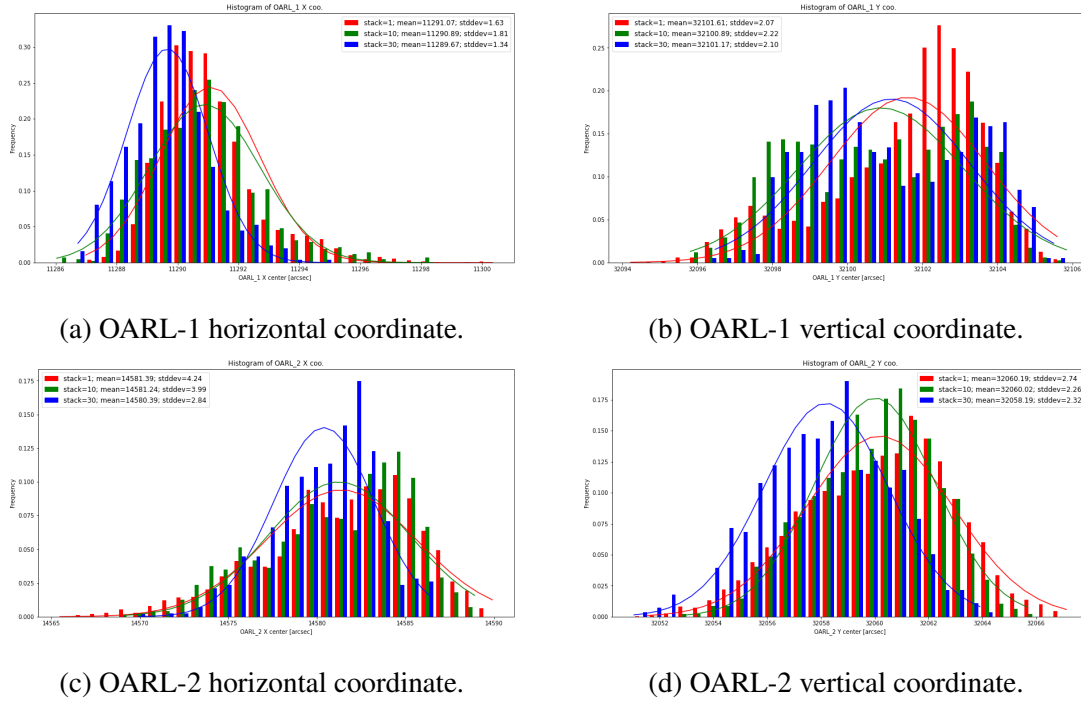 Histogram of OARL_1 X coo.
stack=1; mean=11291.07; stddev=1.63
stack=10; mean=11290.89; stddev=1.81
stack=30; mean=11289.67; stddev=1.34
Frequency
0.30
0.25
0.20
0.15
0.10
0.05
0.00
11286 11288 11290 11292 11294 11296 11298 11300
OARL_1 X center [arcsec]
(a) OARL-1 horizontal coordinate.
Histogram of OARL_1 Y coo.
stack=1; mean=32101.61; stddev=2.07
stack=10; mean=32100.89; stddev=2.22
stack=30; mean=32101.17; stddev=2.10
Frequency
0.25
0.20
0.15
0.10
0.05
0.00
32094 32096 32098 32100 32102 32104 32106
OARL_1 Y center [arcsec]
(b) OARL-1 vertical coordinate.
Histogram of OARL_2 X coo.
stack=1; mean=14581.39; stddev=4.24
stack=10; mean=14581.24; stddev=3.99
stack=30; mean=14580.39; stddev=2.84
Frequency
0.175
0.150
0.125
0.100
0.075
0.050
0.025
0.000
14565 14570 14575 14580 14585 14590
OARL_2 X center [arcsec]
(c) OARL-2 horizontal coordinate.
Histogram of OARL_2 Y coo.
stack=1; mean=32060.19; stddev=2.74
stack=10; mean=32060.02; stddev=2.26
stack=30; mean=32058.19; stddev=2.32
Frequency
0.175
0.150
0.125
0.100
0.075
0.050
0.025
0.000
32052 32054 32056 32058 32060 32062 32064 32066
OARL_2 Y center [arcsec]
(d) OARL-2 vertical coordinate.